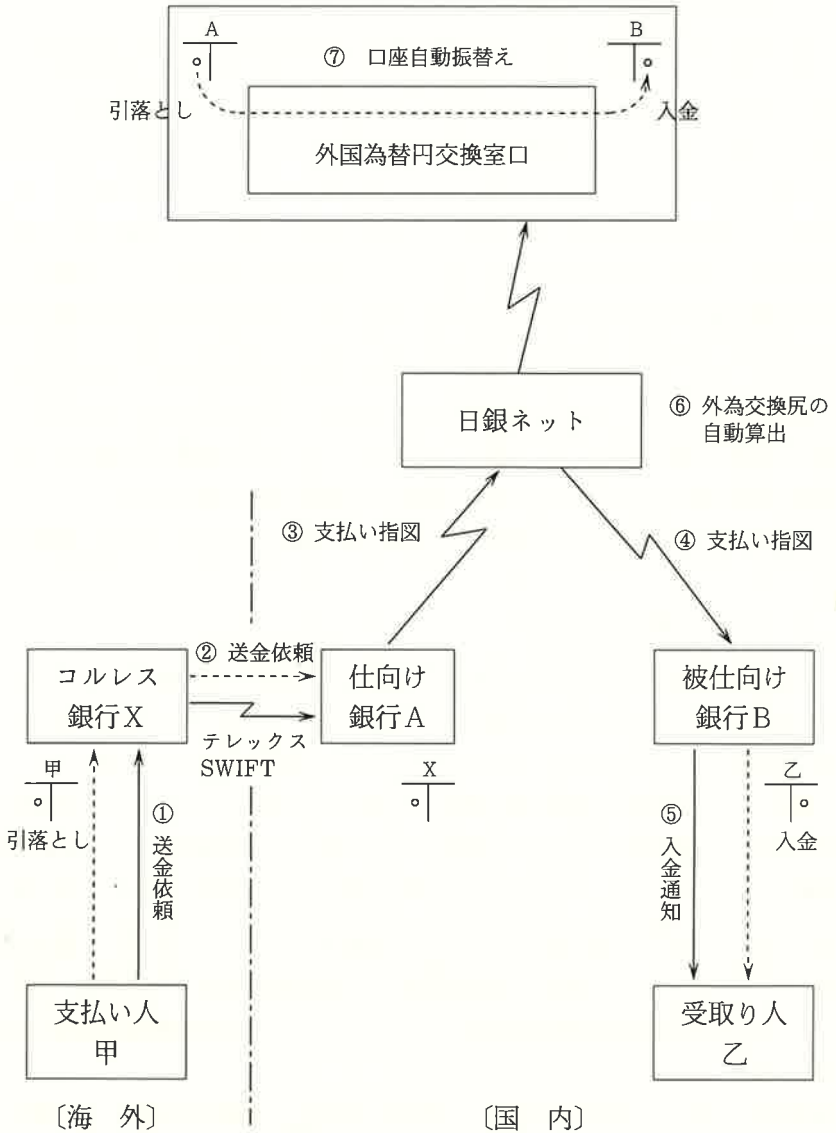 A
B
⑦ 口座自動振替え
引落とし
入金
外国為替円交換室口
日銀ネット
⑥ 外為交換尻の
自動算出
③ 支払い指図
④ 支払い指図
② 送金依頼
コルレス
銀行X
仕向け
銀行A
被仕向け
銀行B
テレックス
SWIFT
甲
引落とし
① 送金依頼
X
⑤ 入金通知
乙
入金
支払い人
甲
受取り人
乙
〔海 外〕
〔国 内〕